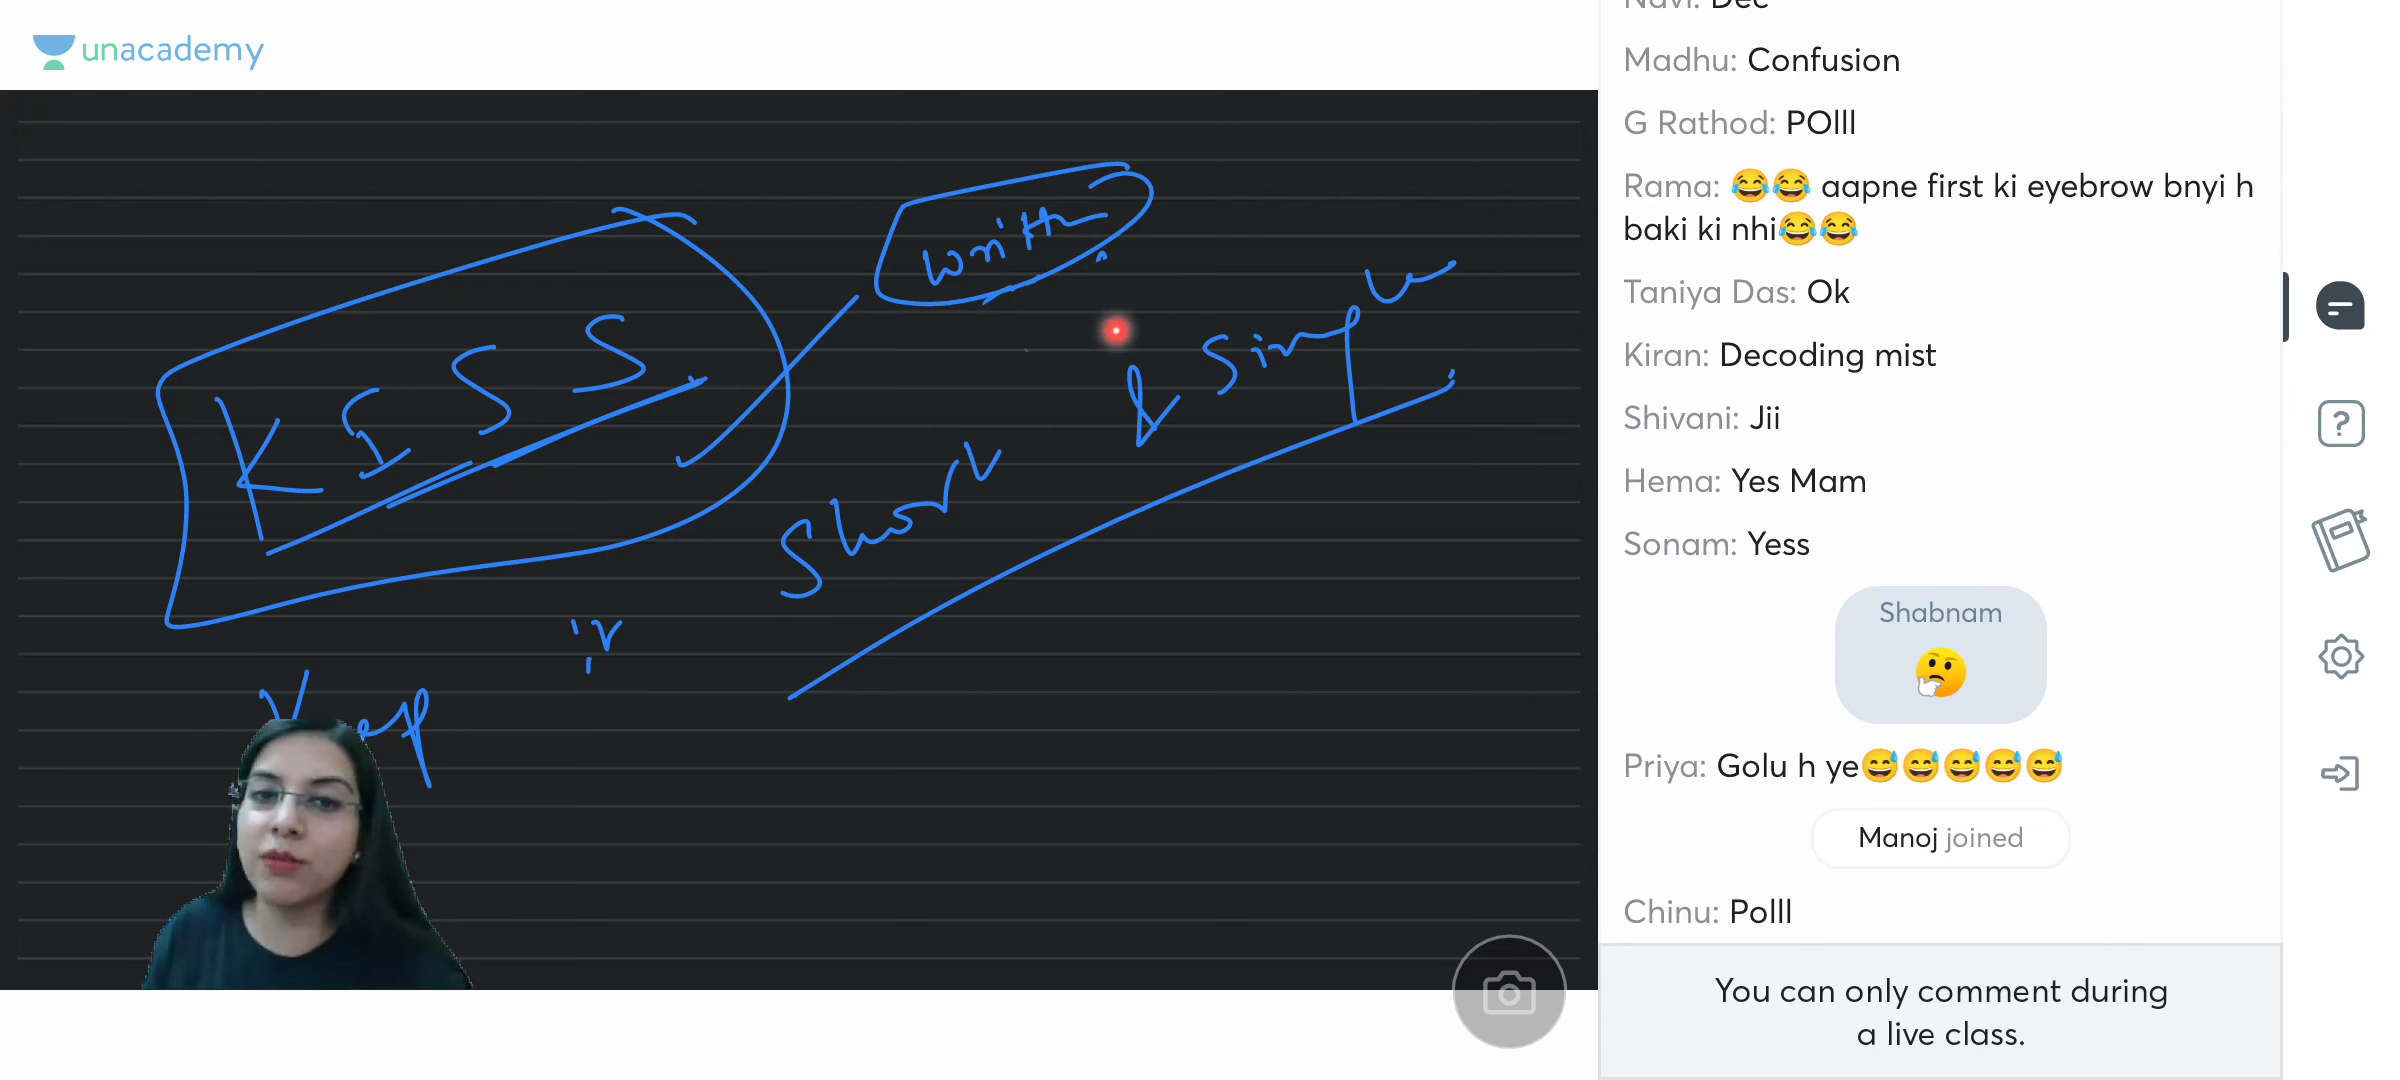 unacademy
KISS
Keep
it
Short
& Simple
Written
Navi: Dec
Madhu: Confusion
G Rathod: POlll
Rama: 😂😂 aapne first ki eyebrow bnyi h
baki ki nhi😂😂
Taniya Das: Ok
Kiran: Decoding mist
Shivani: Jii
Hema: Yes Mam
Sonam: Yess
Shabnam
🤔
Priya: Golu h ye😅😅😅😅😅
Manoj joined
Chinu: Polll
You can only comment during
a live class.
?